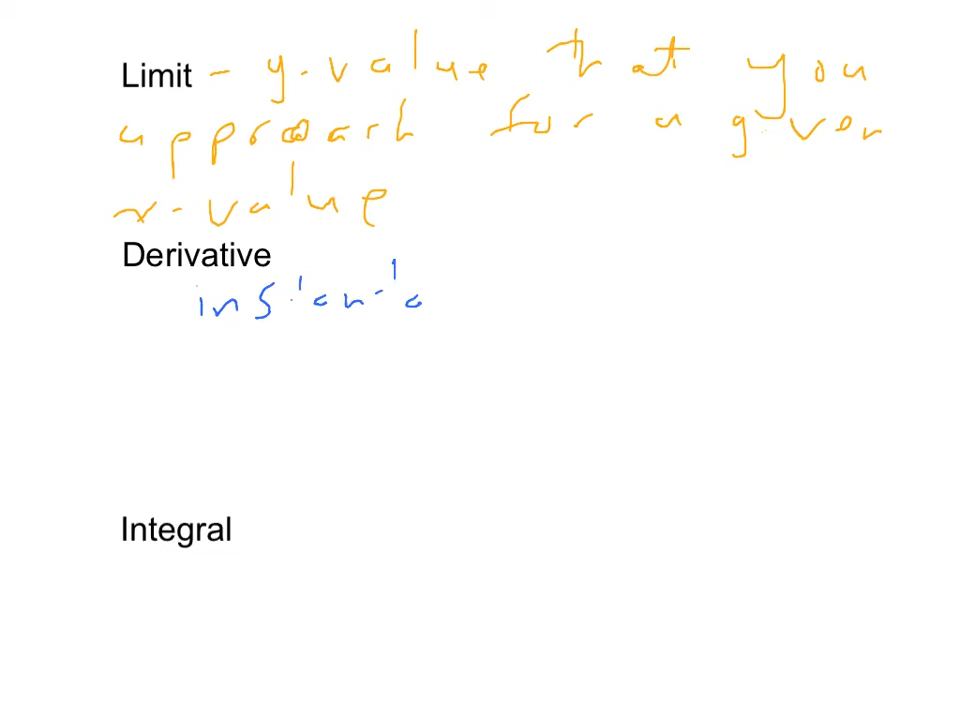 Limit - y-value that you
approach for a given
x-value
Derivative
instanta
Integral